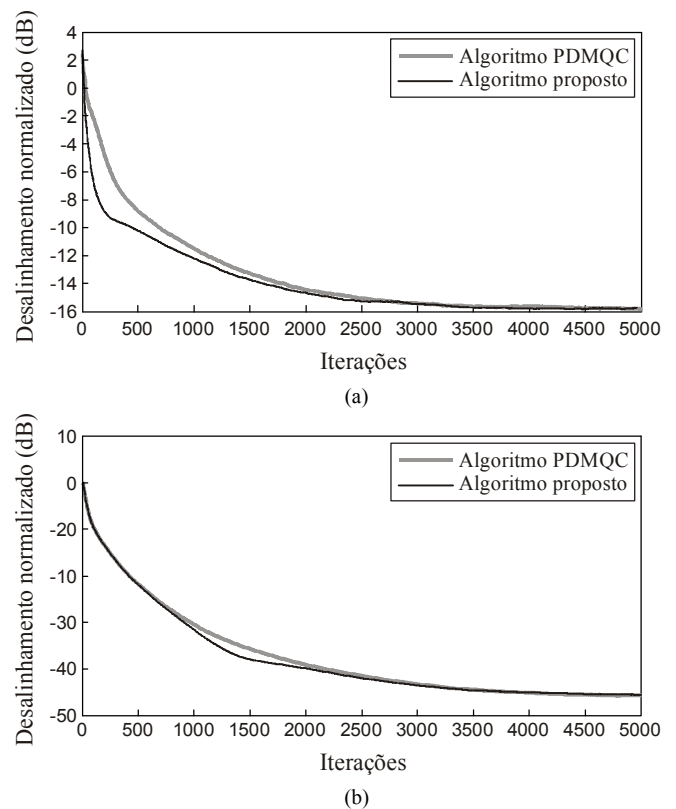 Desalinhamento normalizado (dB)
4
2
0
-2
-4
-6
-8
-10
-12
-14
-16
Algoritmo PDMQC
Algoritmo proposto
0 500 1000 1500 2000 2500 3000 3500 4000 4500 5000
Iterações
(a)
Desalinhamento normalizado (dB)
10
0
-20
-10
-30
-40
-50
Algoritmo PDMQC
Algoritmo proposto
0 500 1000 1500 2000 2500 3000 3500 4000 4500 5000
Iterações
(b)